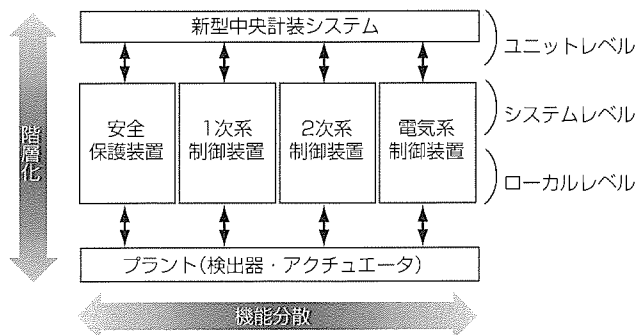 新型中央計装システム
ユニットレベル
安全
保護装置
1次系
制御装置
2次系
制御装置
電気系
制御装置
システムレベル
ローカルレベル
階層化
プラント(検出器・アクチュエータ)
機能分散